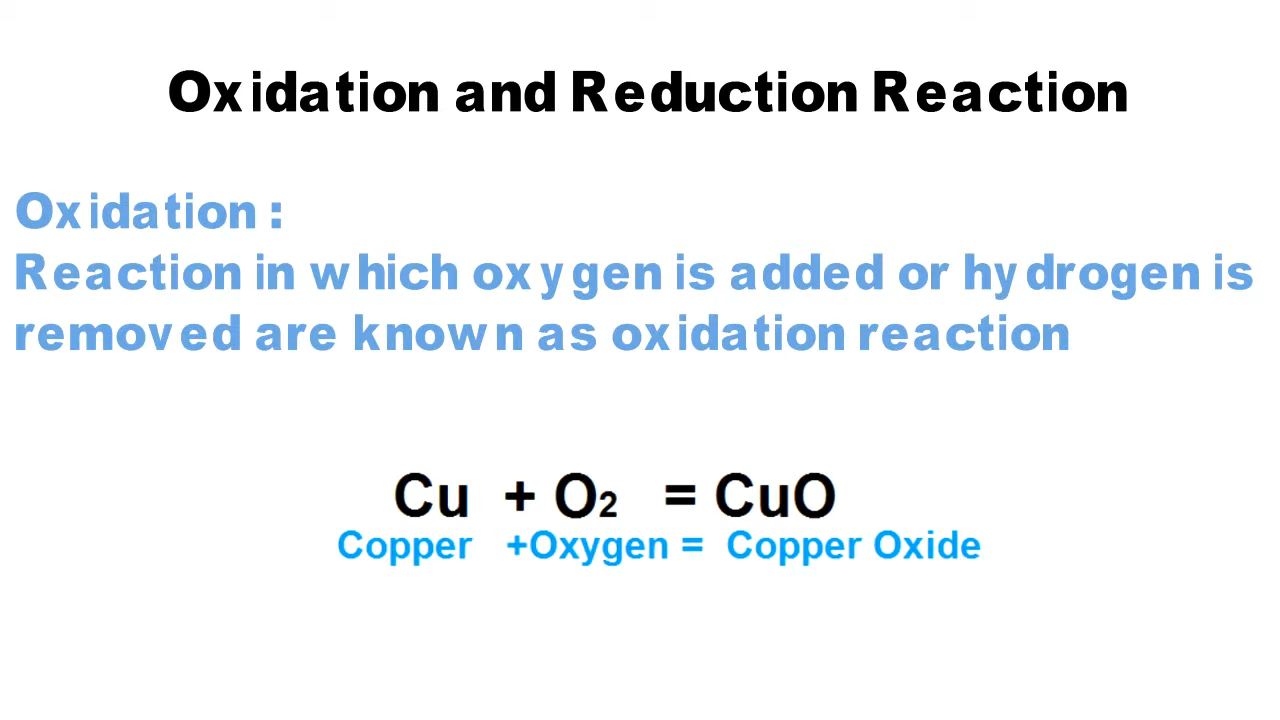 Oxidation and Reduction Reaction
Oxidation :
Reaction in which oxygen is added or hydrogen is
removed are known as oxidation reaction
Cu + O2 = CuO
Copper +Oxygen = Copper Oxide